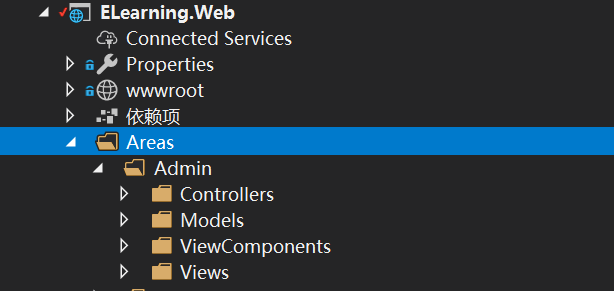 ELearning.Web
Connected Services
Properties
wwwroot
依赖项
Areas
Admin
Controllers
Models
ViewComponents
Views